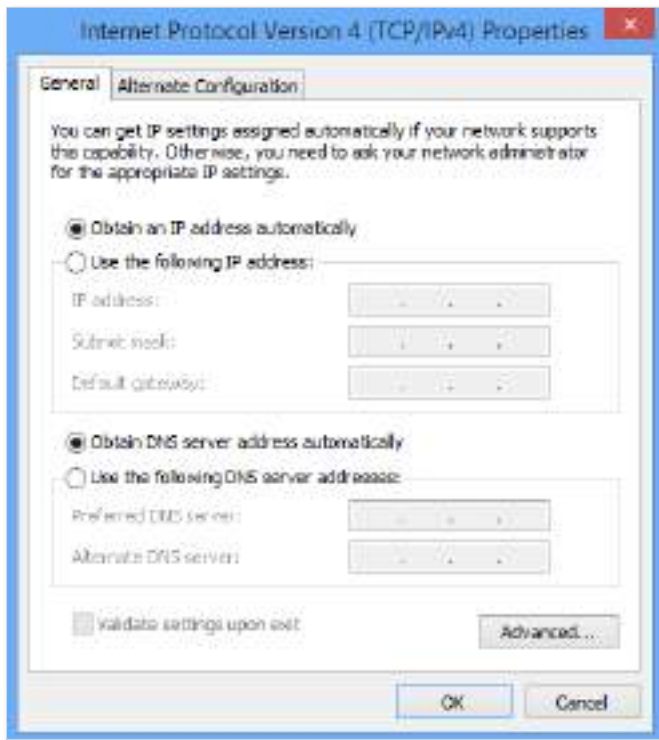 Internet Protocol Version 4 (TCP/IPv4) Properties
General
Alternate Configuration
You can get IP settings assigned automatically if your network supports
this capability. Otherwise, you need to ask your network administrator
for the appropriate IP settings.
Obtain an IP address automatically
Use the following IP address:
IP address:
Subnet mask:
Default gateway:
Obtain DNS server address automatically
Use the following DNS server addresses:
Preferred DNS server:
Alternate DNS server:
Validate settings upon exit
Advanced...
OK
Cancel